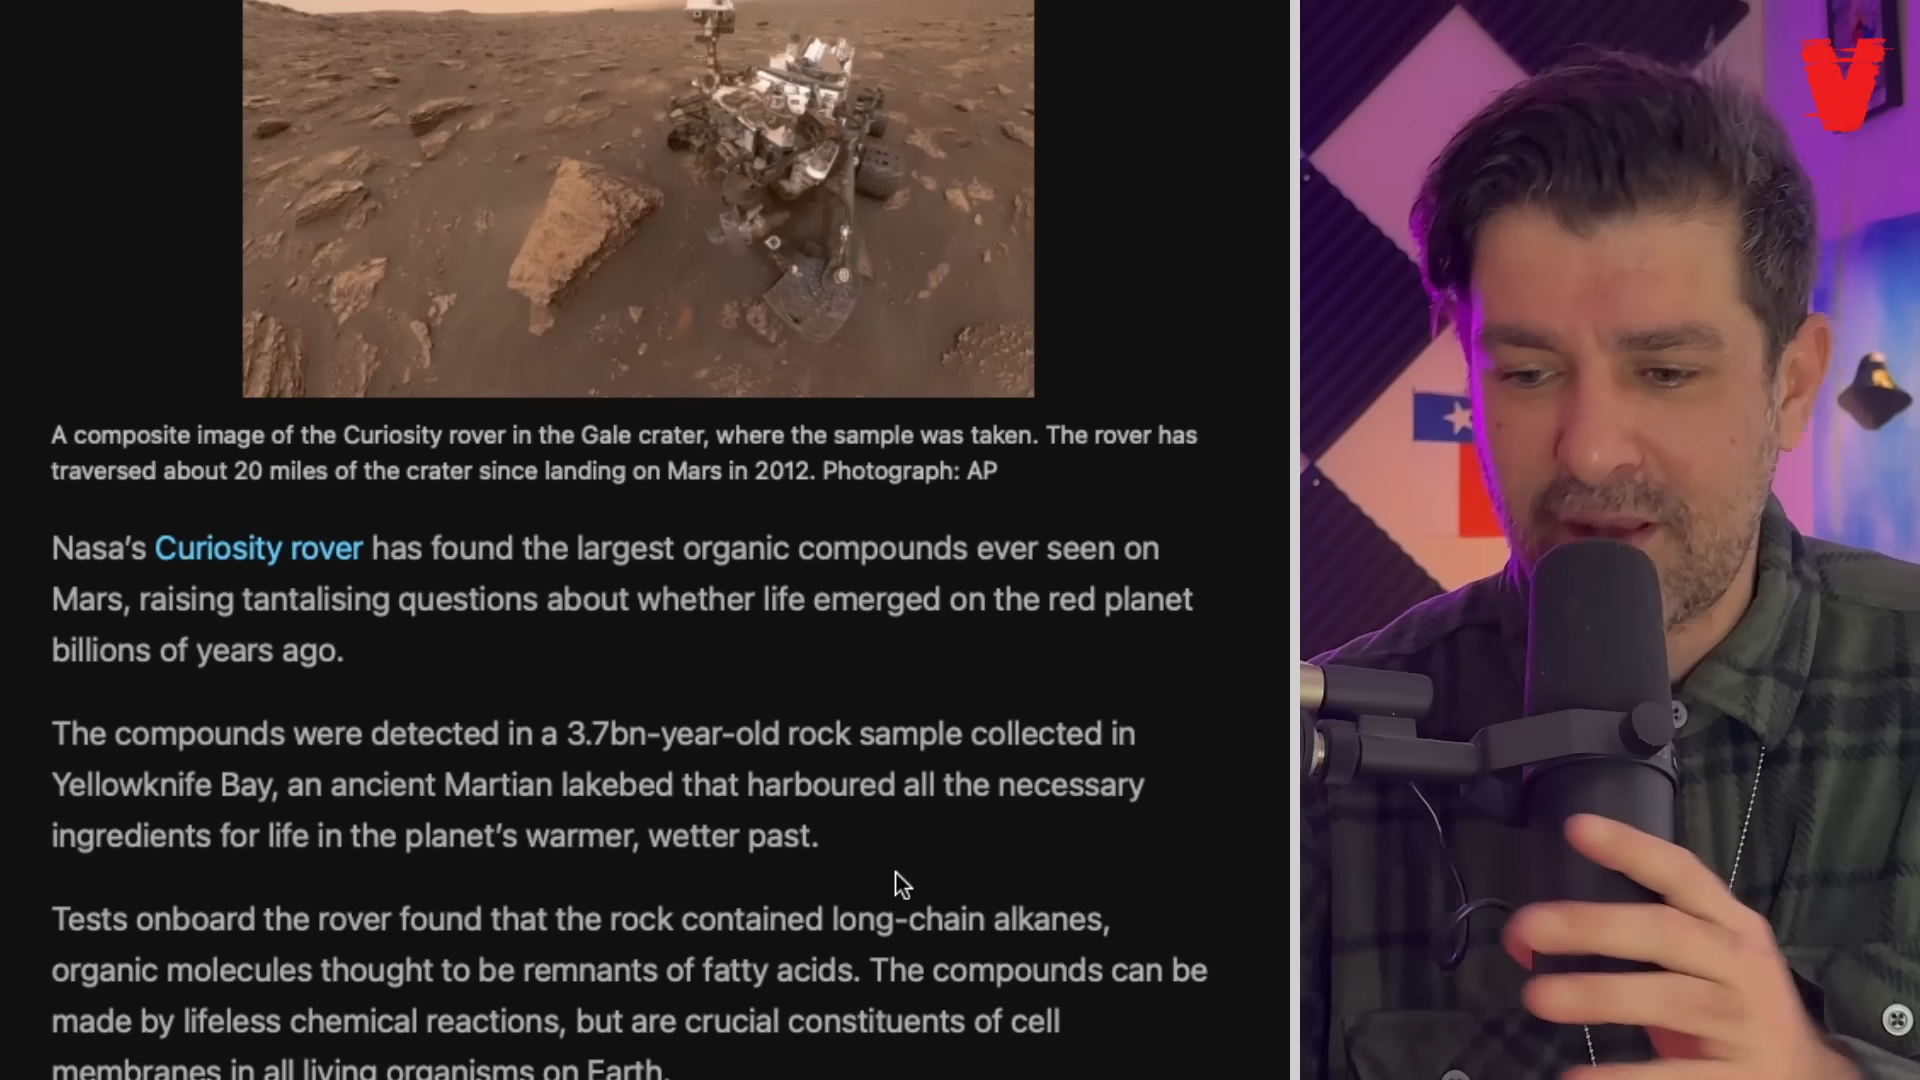 V
A composite image of the Curiosity rover in the Gale crater, where the sample was taken. The rover has
traversed about 20 miles of the crater since landing on Mars in 2012. Photograph: AP
Nasa’s Curiosity rover has found the largest organic compounds ever seen on
Mars, raising tantalising questions about whether life emerged on the red planet
billions of years ago.
The compounds were detected in a 3.7bn-year-old rock sample collected in
Yellowknife Bay, an ancient Martian lakebed that harboured all the necessary
ingredients for life in the planet’s warmer, wetter past.
Tests onboard the rover found that the rock contained long-chain alkanes,
organic molecules thought to be remnants of fatty acids. The compounds can be
made by lifeless chemical reactions, but are crucial constituents of cell
membranes in all living organisms on Earth.